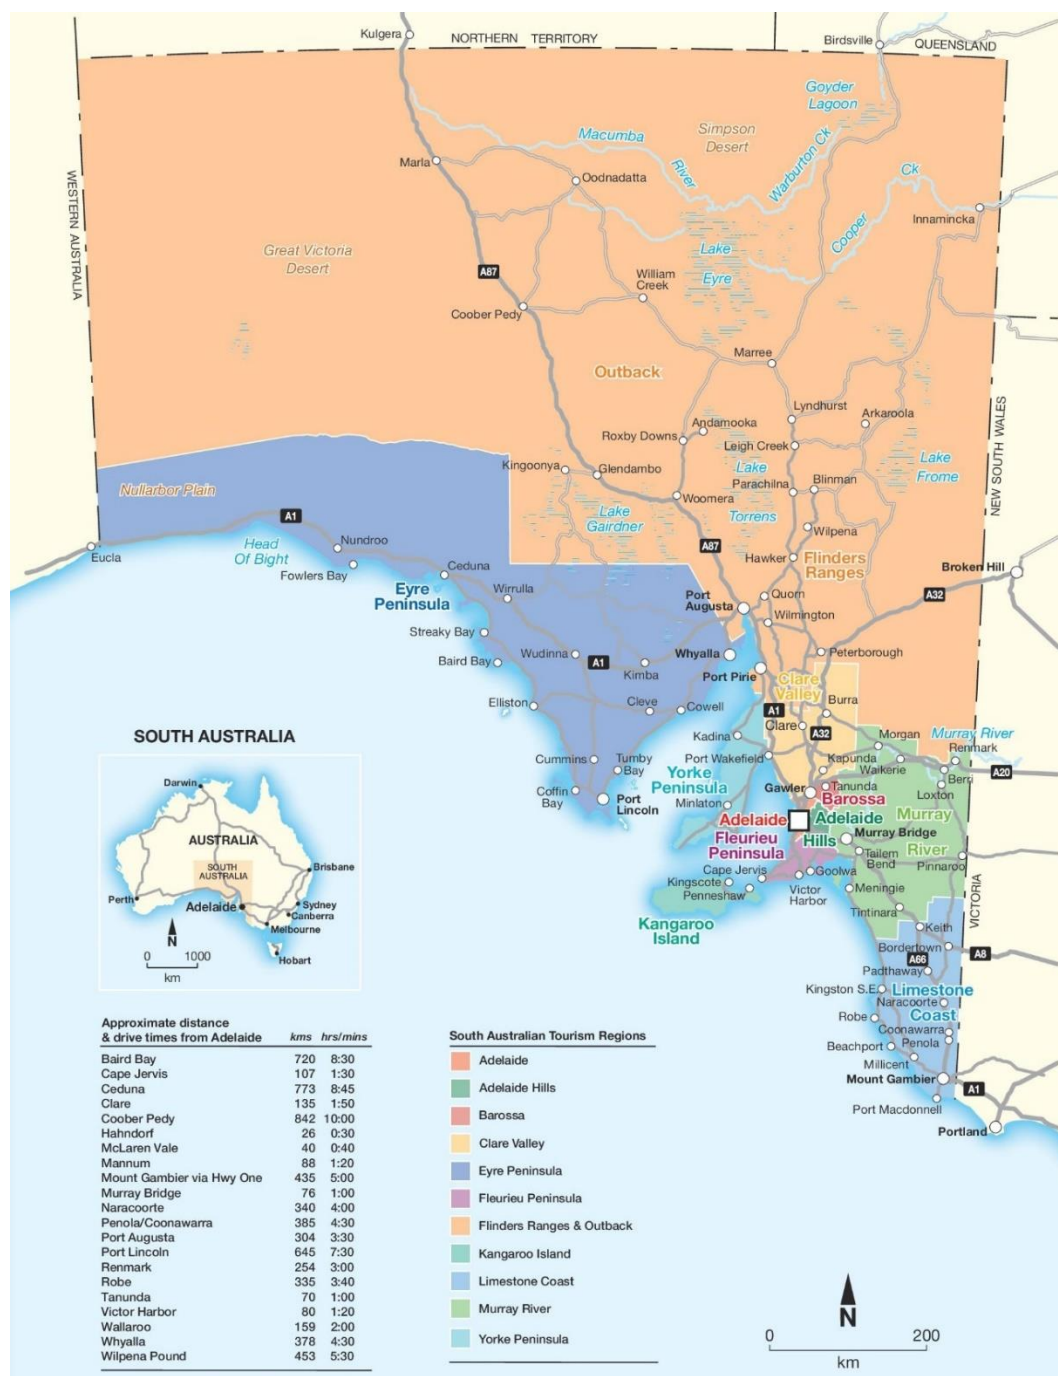 Kulgera
NORTHERN TERRITORY
Birdsville
QUEENSLAND
Goyder
Lagoon
Macumba
River
Simpson
Desert
Warburton Ck
Marla
Oodnadatta
Cooper
Ck
Innamincka
WESTERN AUSTRALIA
Great Victoria
Desert
A87
Lake
Eyre
William
Creek
Coober Pedy
Marree
Outback
Lyndhurst
Arkaroola
NEW SOUTH WALES
Andamooka
Roxby Downs
Leigh Creek
Kingoonya
Glendambo
Lake
Torrens
Parachilna
Blinman
Lake
Frome
Nullarbor Plain
Woomera
Lake
Gairdner
Wilpena
A1
Head
Of Bight
Nundroo
A87
Hawker
Flinders
Ranges
Eucla
Fowlers Bay
Ceduna
Broken Hill
Eyre
Peninsula
Wirrulla
Port
Augusta
Quorn
A32
Wilmington
Streaky Bay
Wudinna
A1
Whyalla
Peterborough
Baird Bay
Kimba
Port Pirie
Clare
Valley
Elliston
Cleve
Cowell
A1
Burra
Clare
A32
Kadina
Morgan
Murray River
Renmark
Cummins
Tumby
Bay
Port Wakefield
Kapunda
Waikerie
A20
Yorke
Peninsula
Berri
Coffin
Bay
Port
Lincoln
Gawler
Tanunda
Loxton
Minlaton
Barossa
Adelaide
Adelaide
Hills
Murray
River
Fleurieu
Peninsula
Murray Bridge
Tailem
Bend
Pinnaroo
Cape Jervis
Goolwa
Kingscote
Penneshaw
Victor
Harbor
Meningie
VICTORIA
Kangaroo
Island
Tintinara
Keith
Bordertown
A8
A66
Padthaway
Kingston S.E.
Limestone
Coast
Naracoorte
Robe
Coonawarra
Penola
Beachport
Millicent
Mount Gambier
A1
Port Macdonnell
Portland
SOUTH AUSTRALIA
Darwin
AUSTRALIA
SOUTH
AUSTRALIA
Brisbane
Perth
Adelaide
Sydney
Canberra
Melbourne
Hobart
N
0 1000
km
Approximate distance
& drive times from Adelaide kms hrs/mins
Baird Bay 720 8:30
Cape Jervis 107 1:30
Ceduna 773 8:45
Clare 135 1:50
Coober Pedy 842 10:00
Hahndorf 26 0:30
McLaren Vale 40 0:40
Mannum 88 1:20
Mount Gambier via Hwy One 435 5:00
Murray Bridge 76 1:00
Naracoorte 340 4:00
Penola/Coonawarra 385 4:30
Port Augusta 304 3:30
Port Lincoln 645 7:30
Renmark 254 3:00
Robe 335 3:40
Tanunda 70 1:00
Victor Harbor 80 1:20
Wallaroo 159 2:00
Whyalla 378 4:30
Wilpena Pound 453 5:30
South Australian Tourism Regions
Adelaide
Adelaide Hills
Barossa
Clare Valley
Eyre Peninsula
Fleurieu Peninsula
Flinders Ranges & Outback
Kangaroo Island
Limestone Coast
Murray River
Yorke Peninsula
N
0 200
km